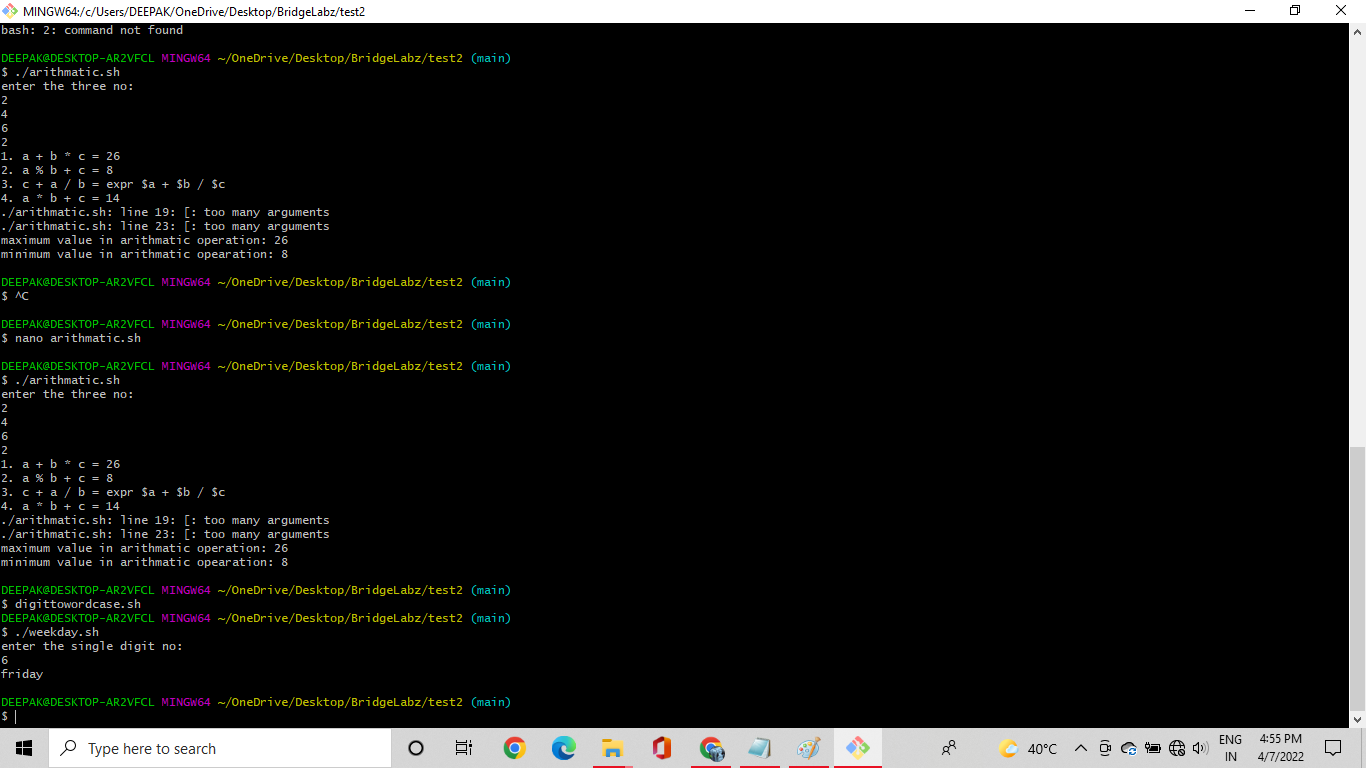 MINGW64:/c/Users/DEEPAK/OneDrive/Desktop/BridgeLabz/test2
bash: 2: command not found
DEEPAK@DESKTOP-AR2VFCL MINGW64 ~/OneDrive/Desktop/BridgeLabz/test2 (main)
$ ./arithmatic.sh
enter the three no:
2
4
6
2
1. a + b * c = 26
2. a % b + c = 8
3. c + a / b = expr $a + $b / $c
4. a * b + c = 14
./arithmatic.sh: line 19: [: too many arguments
./arithmatic.sh: line 23: [: too many arguments
maximum value in arithmatic operation: 26
minimum value in arithmatic opearation: 8
DEEPAK@DESKTOP-AR2VFCL MINGW64 ~/OneDrive/Desktop/BridgeLabz/test2 (main)
$ ^C
DEEPAK@DESKTOP-AR2VFCL MINGW64 ~/OneDrive/Desktop/BridgeLabz/test2 (main)
$ nano arithmatic.sh
DEEPAK@DESKTOP-AR2VFCL MINGW64 ~/OneDrive/Desktop/BridgeLabz/test2 (main)
$ ./arithmatic.sh
enter the three no:
2
4
6
2
1. a + b * c = 26
2. a % b + c = 8
3. c + a / b = expr $a + $b / $c
4. a * b + c = 14
./arithmatic.sh: line 19: [: too many arguments
./arithmatic.sh: line 23: [: too many arguments
maximum value in arithmatic operation: 26
minimum value in arithmatic opearation: 8
DEEPAK@DESKTOP-AR2VFCL MINGW64 ~/OneDrive/Desktop/BridgeLabz/test2 (main)
$ digittowordcase.sh
DEEPAK@DESKTOP-AR2VFCL MINGW64 ~/OneDrive/Desktop/BridgeLabz/test2 (main)
$ ./weekday.sh
enter the single digit no:
6
friday
DEEPAK@DESKTOP-AR2VFCL MINGW64 ~/OneDrive/Desktop/BridgeLabz/test2 (main)
$
Type here to search
40°C
ENG
IN
4:55 PM
4/7/2022